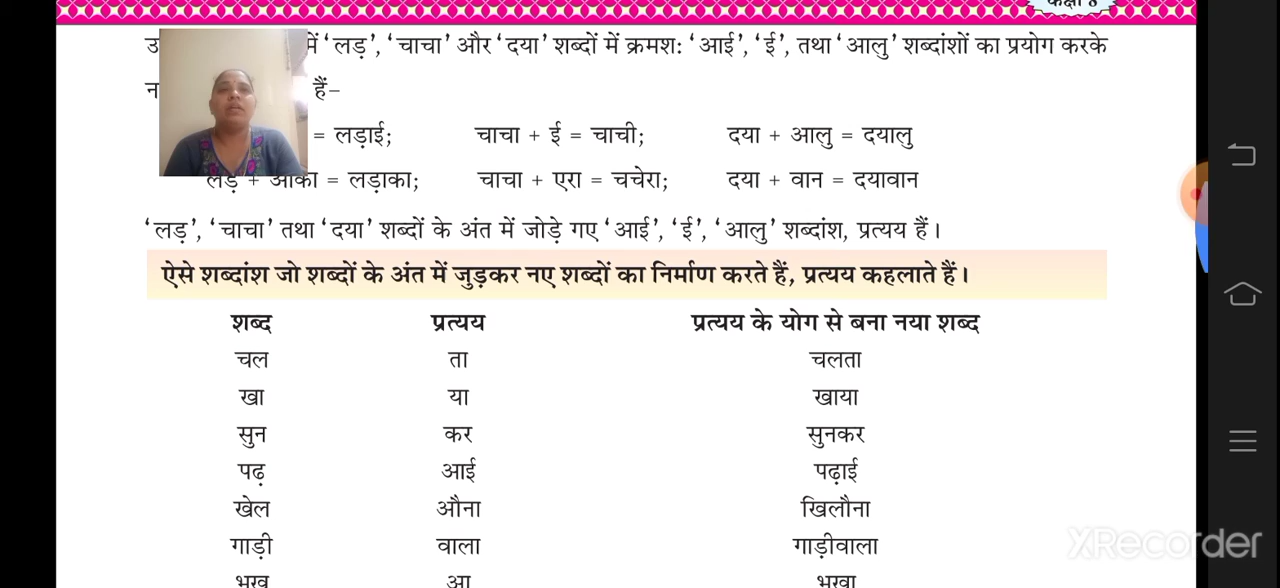 कक्षा 8
में 'लड़', 'चाचा' और 'दया' शब्दों में क्रमश: 'आई', 'ई', तथा 'आलु' शब्दांशों का प्रयोग करके
हैं–
= लड़ाई; चाचा + ई = चाची; दया + आलु = दयालु
लड़ + आका = लड़ाका; चाचा + एरा = चचेरा; दया + वान = दयावान
'लड़', 'चाचा' तथा 'दया' शब्दों के अंत में जोड़े गए 'आई', 'ई', 'आलु' शब्दांश, प्रत्यय हैं।
ऐसे शब्दांश जो शब्दों के अंत में जुड़कर नए शब्दों का निर्माण करते हैं, प्रत्यय कहलाते हैं।
शब्द प्रत्यय प्रत्यय के योग से बना नया शब्द
चल ता चलता
खा या खाया
सुन कर सुनकर
पढ़ आई पढ़ाई
खेल औना खिलौना
गाड़ी वाला गाड़ीवाला
भूख आ भूखा
XRecorder